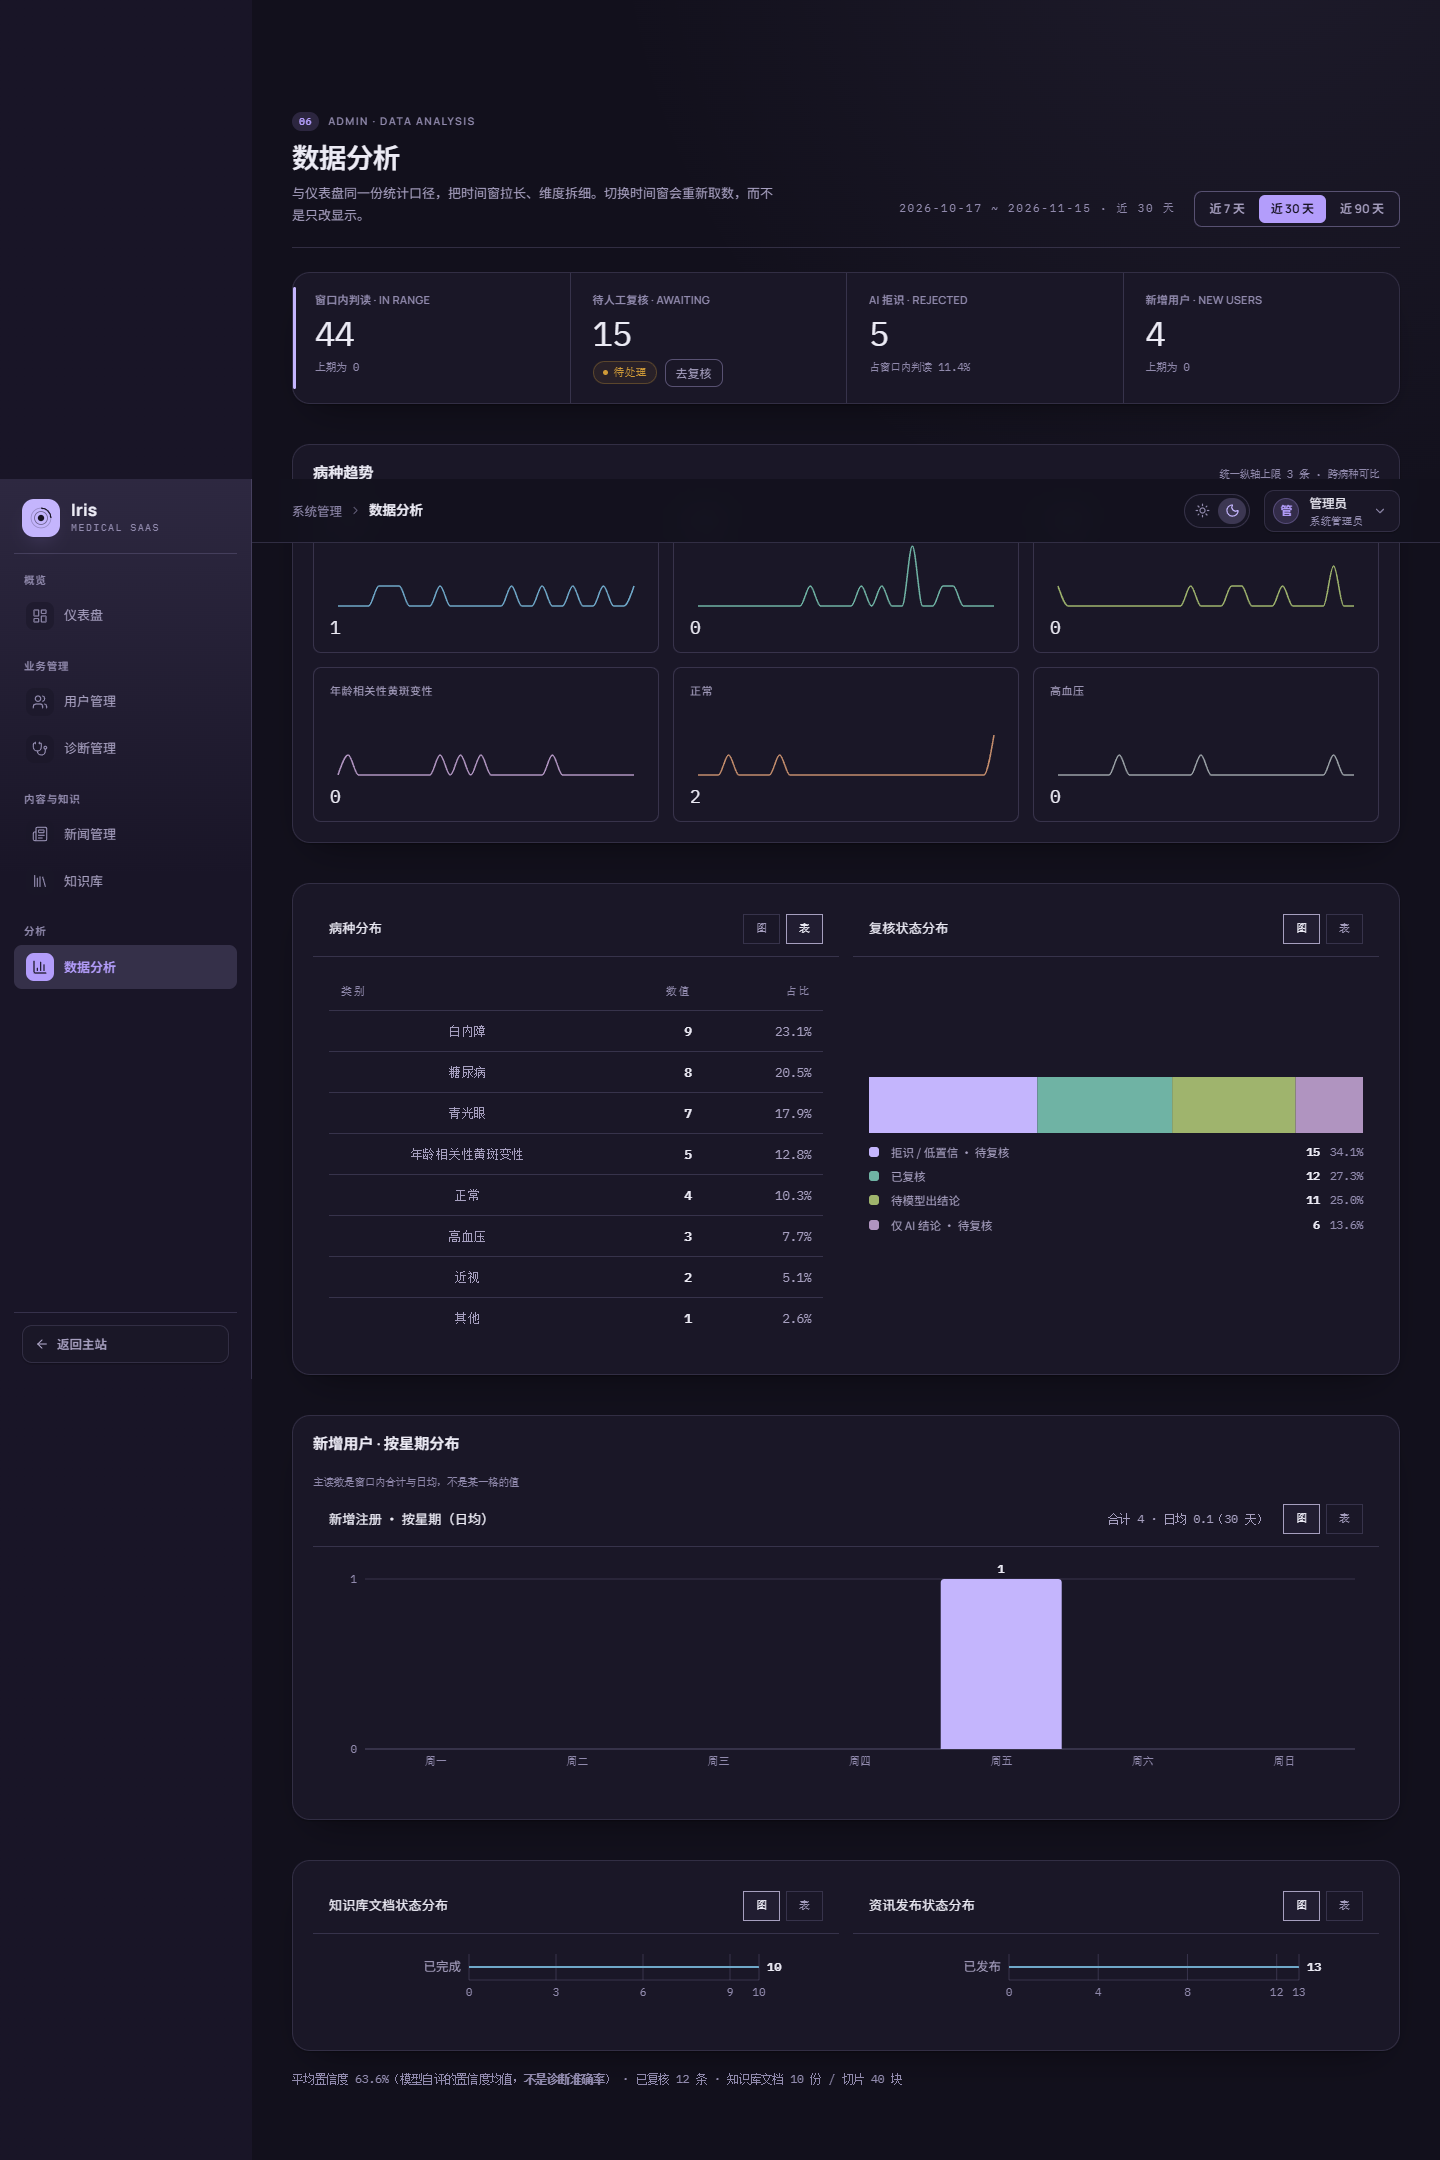 06 ADMIN · DATA ANALYSIS
数据分析
与仪表盘同一份统计口径，把时间窗拉长、维度拆细。切换时间窗会重新取数，而不
是只改显示。
2026-10-17 ~ 2026-11-15 · 近 30 天
近 7 天 近 30 天 近 90 天
窗口内判读 · IN RANGE
44
上期为 0
待人工复核 · AWAITING
15
待处理 去复核
AI 拒识 · REJECTED
5
占窗口内判读 11.4%
新增用户 · NEW USERS
4
上期为 0
病种趋势
统一纵轴上限 3 条 · 跨病种可比
Iris
MEDICAL SAAS
概览
仪表盘
业务管理
用户管理
诊断管理
内容与知识
新闻管理
知识库
分析
数据分析
返回主站
系统管理 > 数据分析
管 管理员
系统管理员
1
0
0
年龄相关性黄斑变性
0
正常
2
高血压
0
病种分布
图 表
类别 数值 占比
白内障 9 23.1%
糖尿病 8 20.5%
青光眼 7 17.9%
年龄相关性黄斑变性 5 12.8%
正常 4 10.3%
高血压 3 7.7%
近视 2 5.1%
其他 1 2.6%
复核状态分布
图 表
拒识 / 低置信 • 待复核 15 34.1%
已复核 12 27.3%
待模型出结论 11 25.0%
仅 AI 结论 • 待复核 6 13.6%
新增用户 · 按星期分布
主读数是窗口内合计与日均，不是某一格的值
新增注册 • 按星期（日均）
合计 4 · 日均 0.1（30 天）
图 表
1
1
0
周一 周二 周三 周四 周五 周六 周日
知识库文档状态分布
图 表
已完成 10
0 3 6 9 10
资讯发布状态分布
图 表
已发布 13
0 4 8 12 13
平均置信度 63.6%（模型自评的置信度均值，不是诊断准确率） · 已复核 12 条 · 知识库文档 10 份 / 切片 40 块